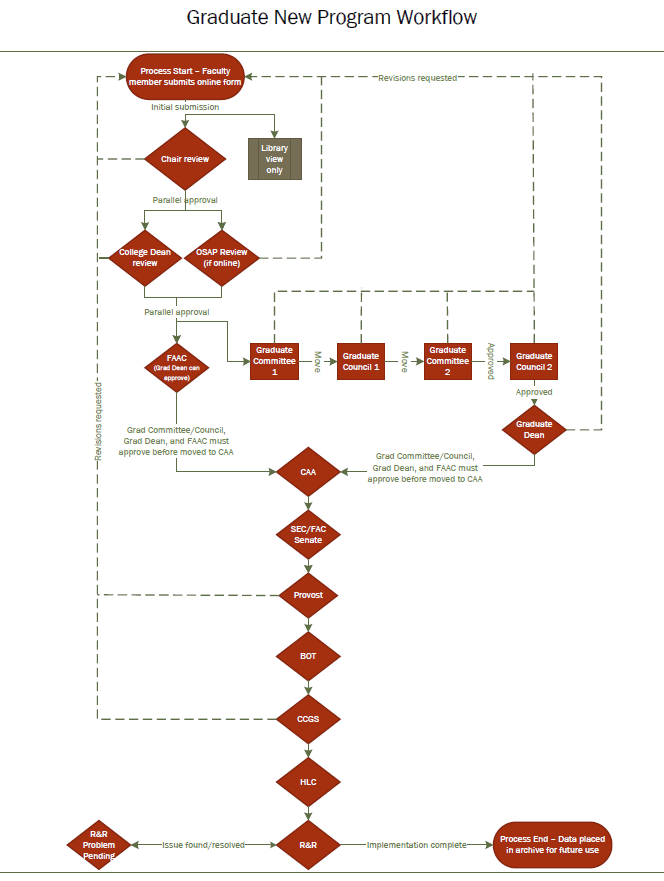 Graduate New Program Workflow
Process Start – Faculty
member submits online form
Revisions requested
Initial submission
Chair review
Library
view
only
Parallel approval
College Dean
review
OSAP Review
(if online)
Parallel approval
FAAC
(Grad Dean can
approve)
Graduate
Committee
1
Move
Graduate
Council 1
Move
Graduate
Committee
2
Approved
Graduate
Council 2
Approved
Graduate
Dean
Revisions requested
Grad Committee/Council,
Grad Dean, and FAAC must
approve before moved to CAA
Grad Committee/Council,
Grad Dean, and FAAC must
approve before moved to CAA
CAA
SEC/FAC
Senate
Provost
BOT
CCGS
HLC
R&R
Problem
Pending
Issue found/resolved
R&R
Implementation complete
Process End – Data placed
in archive for future use